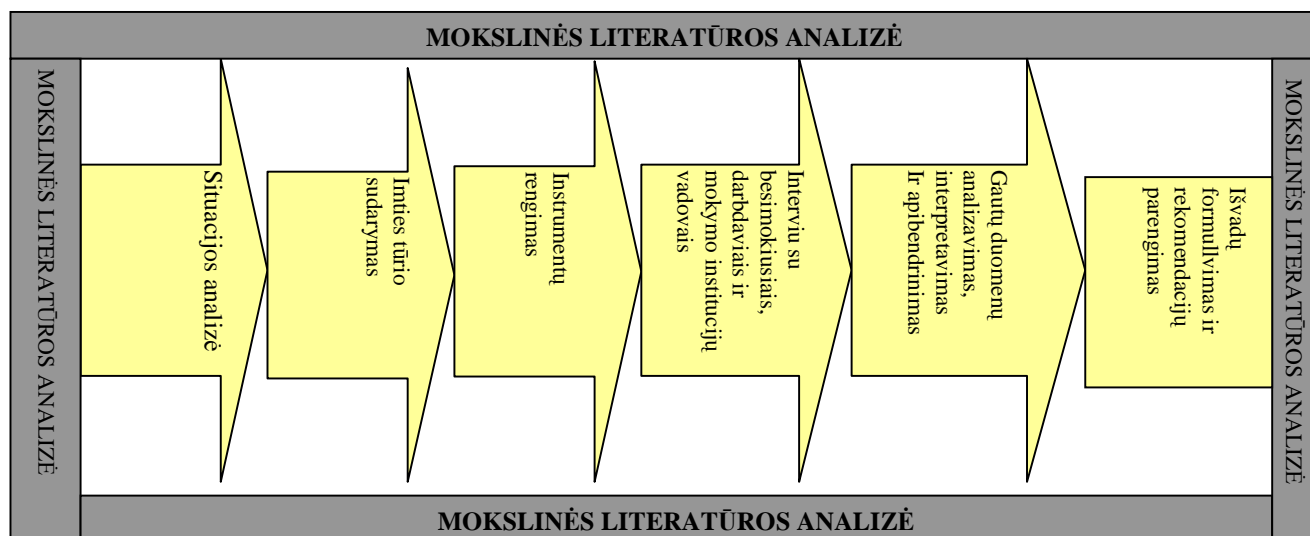 MOKSLINĖS LITERATŪROS ANALIZĖ
MOKSLINĖS LITERATŪROS ANALIZĖ
Situacijos analizė
Imties tūrio
sudarymas
Instrumentų
rengimas
Interviu su
besimokiusiais,
darbdaviais ir
mokymo institucijų
vadovais
Gautų duomenų
analizavimas,
interpretavimas
Ir apibendrinimas
Išvadų
formullvimas ir
rekomendacijų
parengimas
MOKSLINĖS LITERATŪROS ANALIZĖ
MOKSLINĖS LITERATŪROS ANALIZĖ